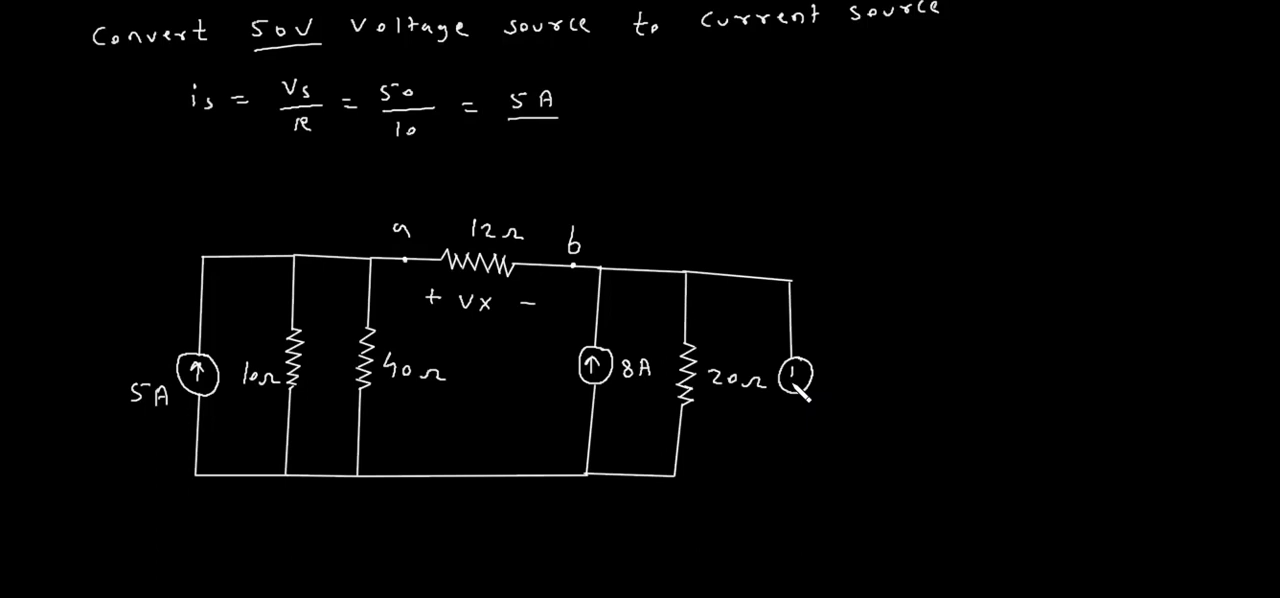 Convert 50V Voltage source to current source
is = Vs/R = 50/10 = 5 A
a 12Ω b
+ Vx -
5A 10Ω 40Ω 8A 20Ω